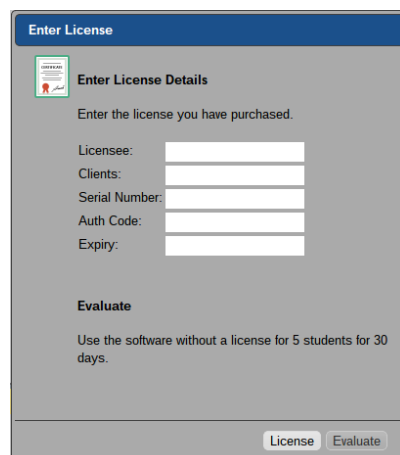 Enter License
CERTIFICATE
Enter License Details
Enter the license you have purchased.
Licensee:
Clients:
Serial Number:
Auth Code:
Expiry:
Evaluate
Use the software without a license for 5 students for 30
days.
License Evaluate